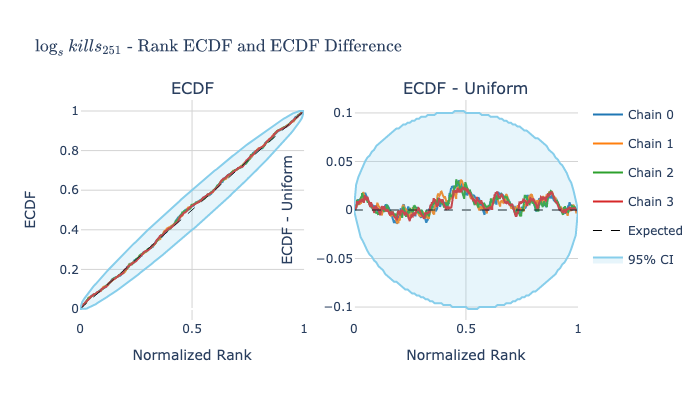 log_s kills_251 - Rank ECDF and ECDF Difference
ECDF
ECDF
1
0.8
0.6
0.4
0.2
0
0
0.5
1
Normalized Rank
ECDF - Uniform
ECDF - Uniform
0.1
0.05
0
−0.05
−0.1
0
0.5
1
Normalized Rank
Chain 0
Chain 1
Chain 2
Chain 3
Expected
95% CI